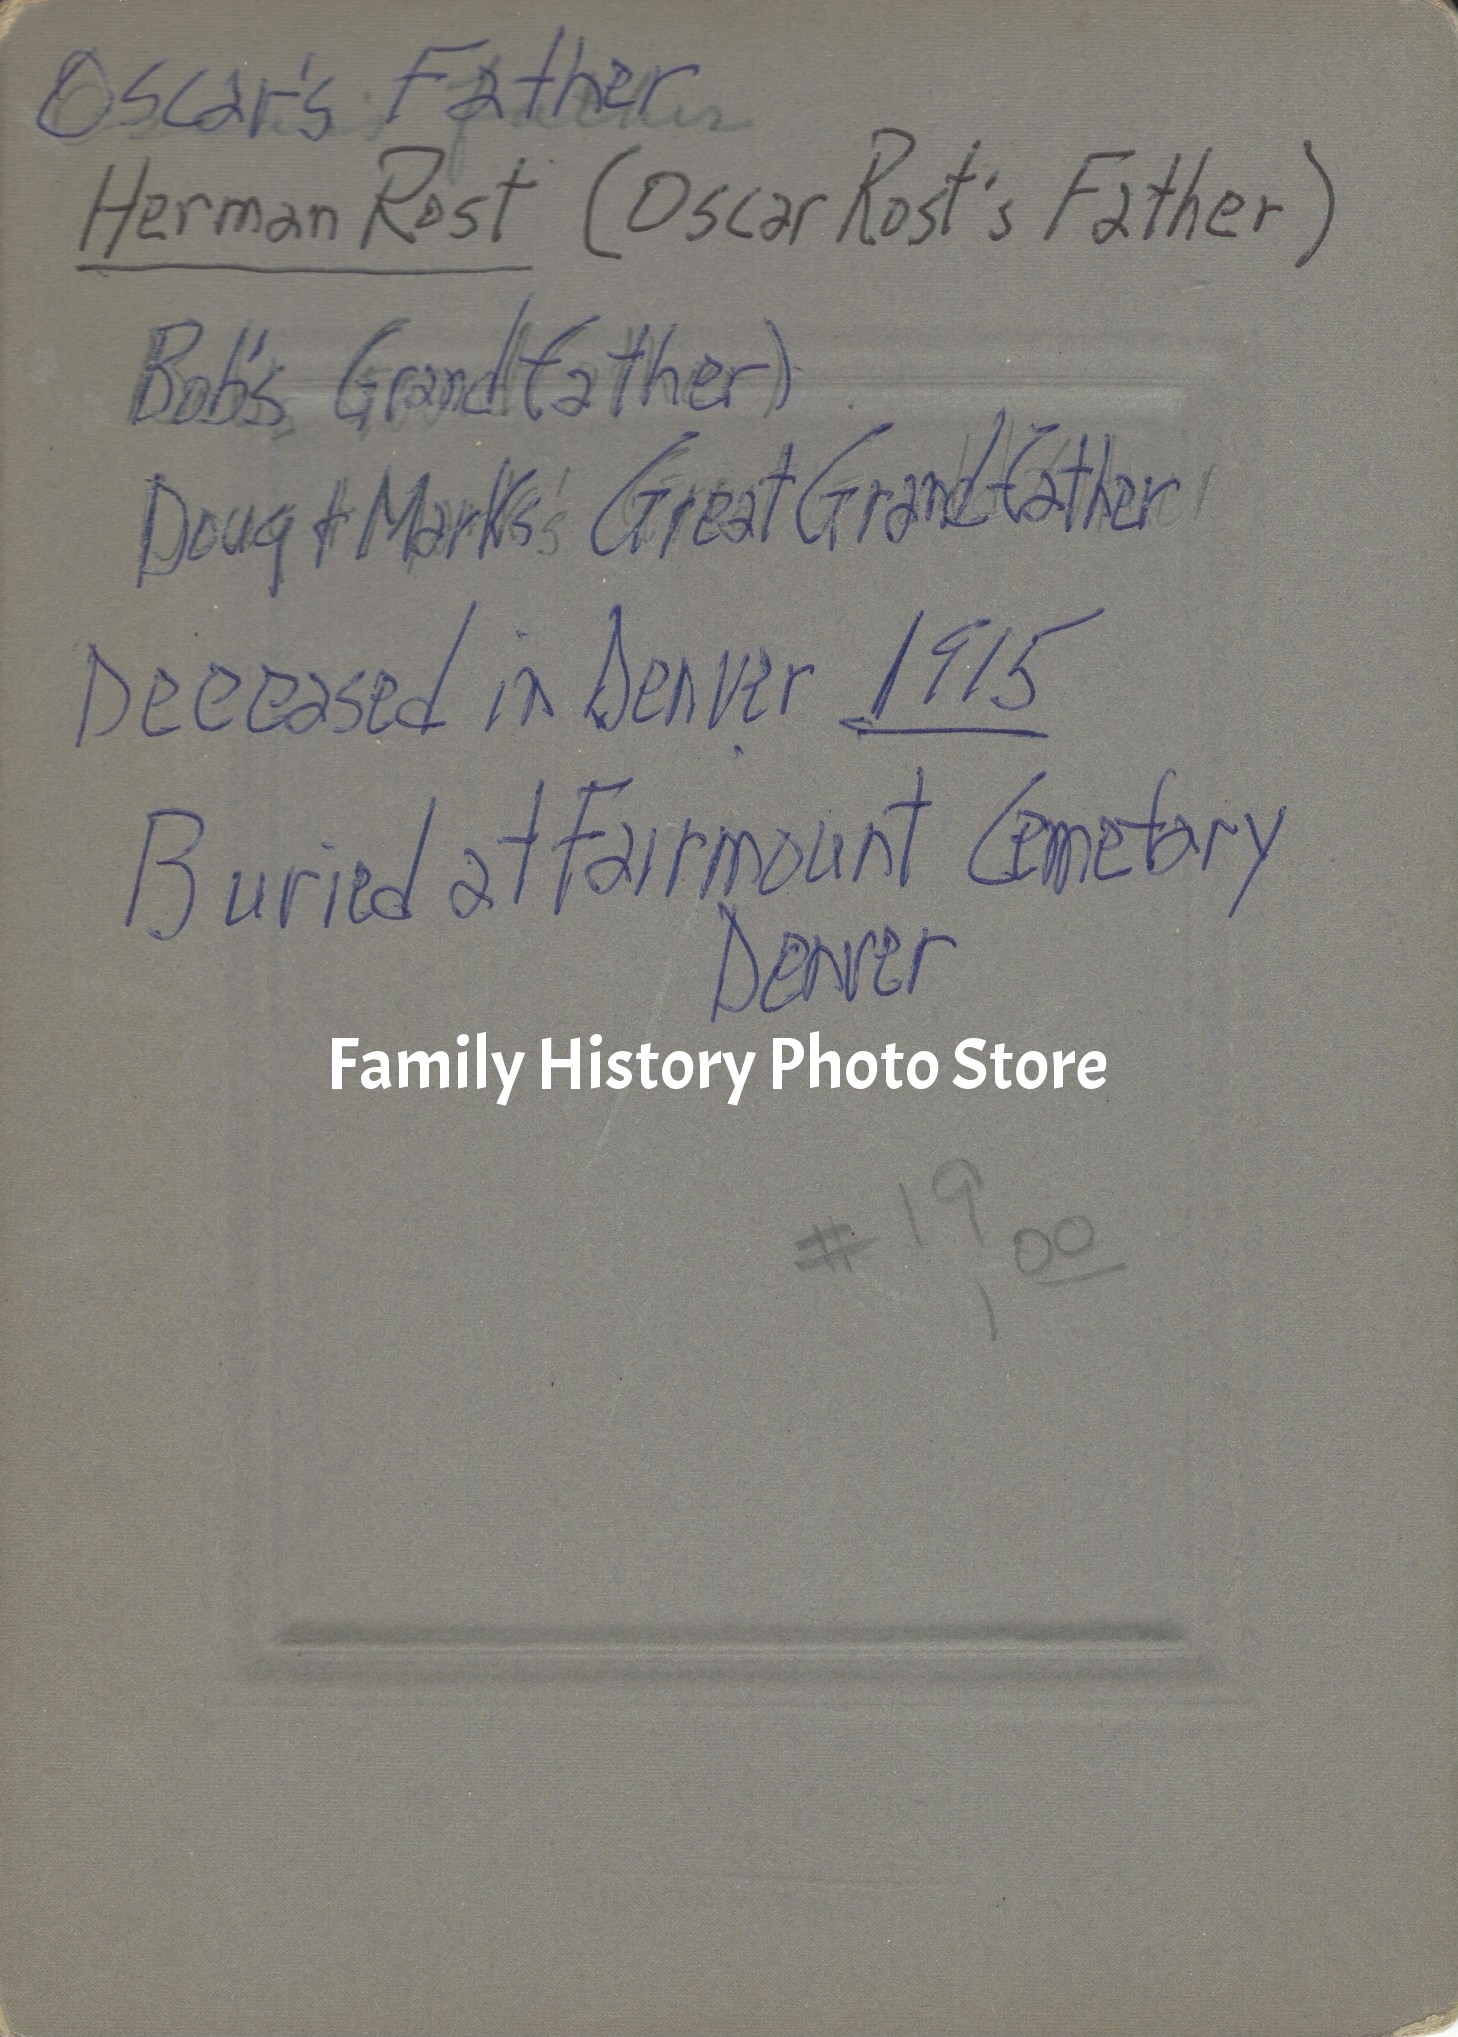 Oscar's Father
Herman Rost (Oscar Rost's Father)
Bob's Grandfather)
Doug + Marks's Great Grandfather
Deceased in Denver 1915
Buried at Fairmount Cemetary
Denver
Family History Photo Store
# 19 00